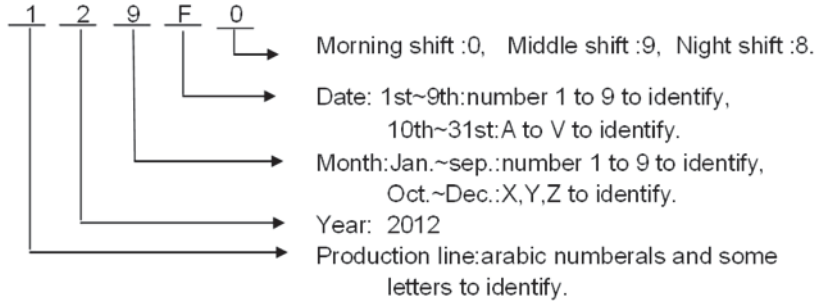 1 2 9 F 0
Morning shift :0, Middle shift :9, Night shift :8.
Date: 1st~9th:number 1 to 9 to identify,
10th~31st:A to V to identify.
Month:Jan.~sep.:number 1 to 9 to identify,
Oct.~Dec.:X,Y,Z to identify.
Year: 2012
Production line:arabic numberals and some
letters to identify.